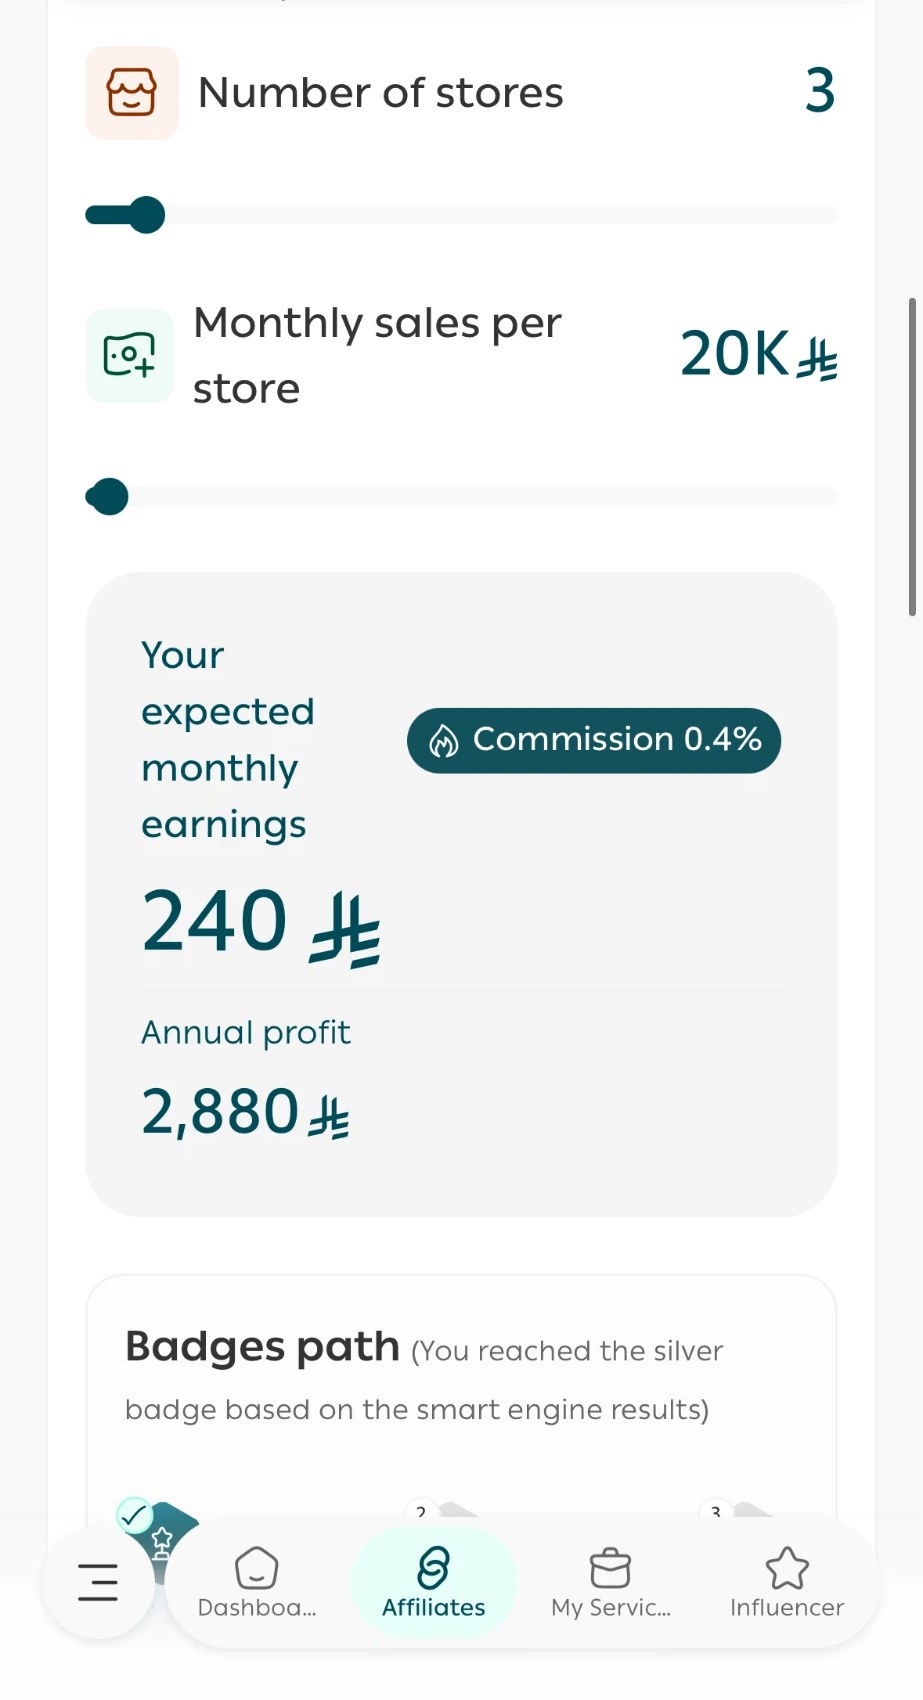 Number of stores
3
Monthly sales per
store
20K
Your
expected
monthly
earnings
Commission 0.4%
240
Annual profit
2,880
Badges path (You reached the silver
badge based on the smart engine results)
2
3
Dashboa...
Affiliates
My Servic...
Influencer